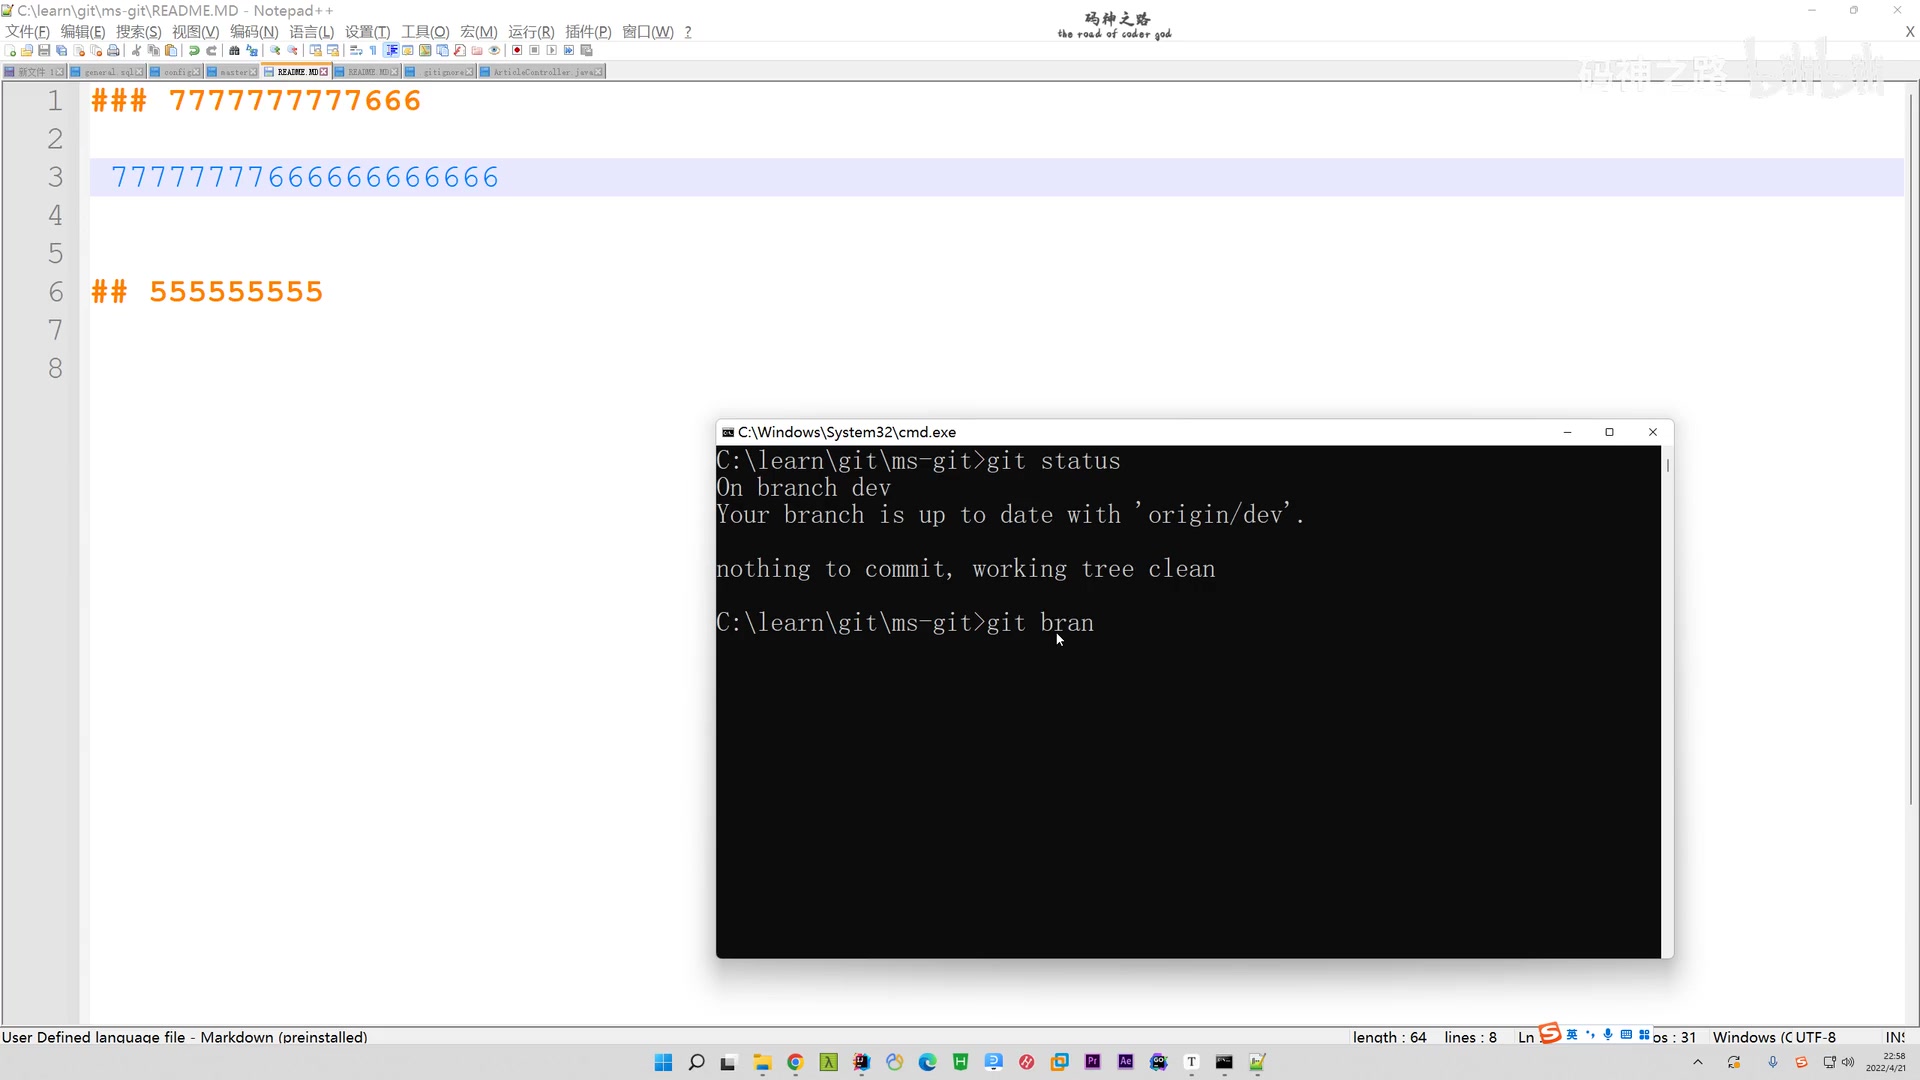 C:\learn\git\ms-git\README.MD - Notepad++
码神之路
the road of coder god
文件(F) 编辑(E) 搜索(S) 视图(V) 编码(N) 语言(L) 设置(T) 工具(O) 宏(M) 运行(R) 插件(P) 窗口(W) ?
X
新文件 1 general.sql config master README.MD README.MD .gitignore ArticleController.java
码神之路 bilibili
1 ### 7777777777666
2
3 77777777666666666666
4
5
6 ## 555555555
7
8
C:\Windows\System32\cmd.exe
C:\learn\git\ms-git>git status
On branch dev
Your branch is up to date with 'origin/dev'.
nothing to commit, working tree clean
C:\learn\git\ms-git>git bran
User Defined language file - Markdown (preinstalled)
length : 64 lines : 8 Ln 英 os : 31 Windows (C UTF-8 INS
22:58
2022/4/21